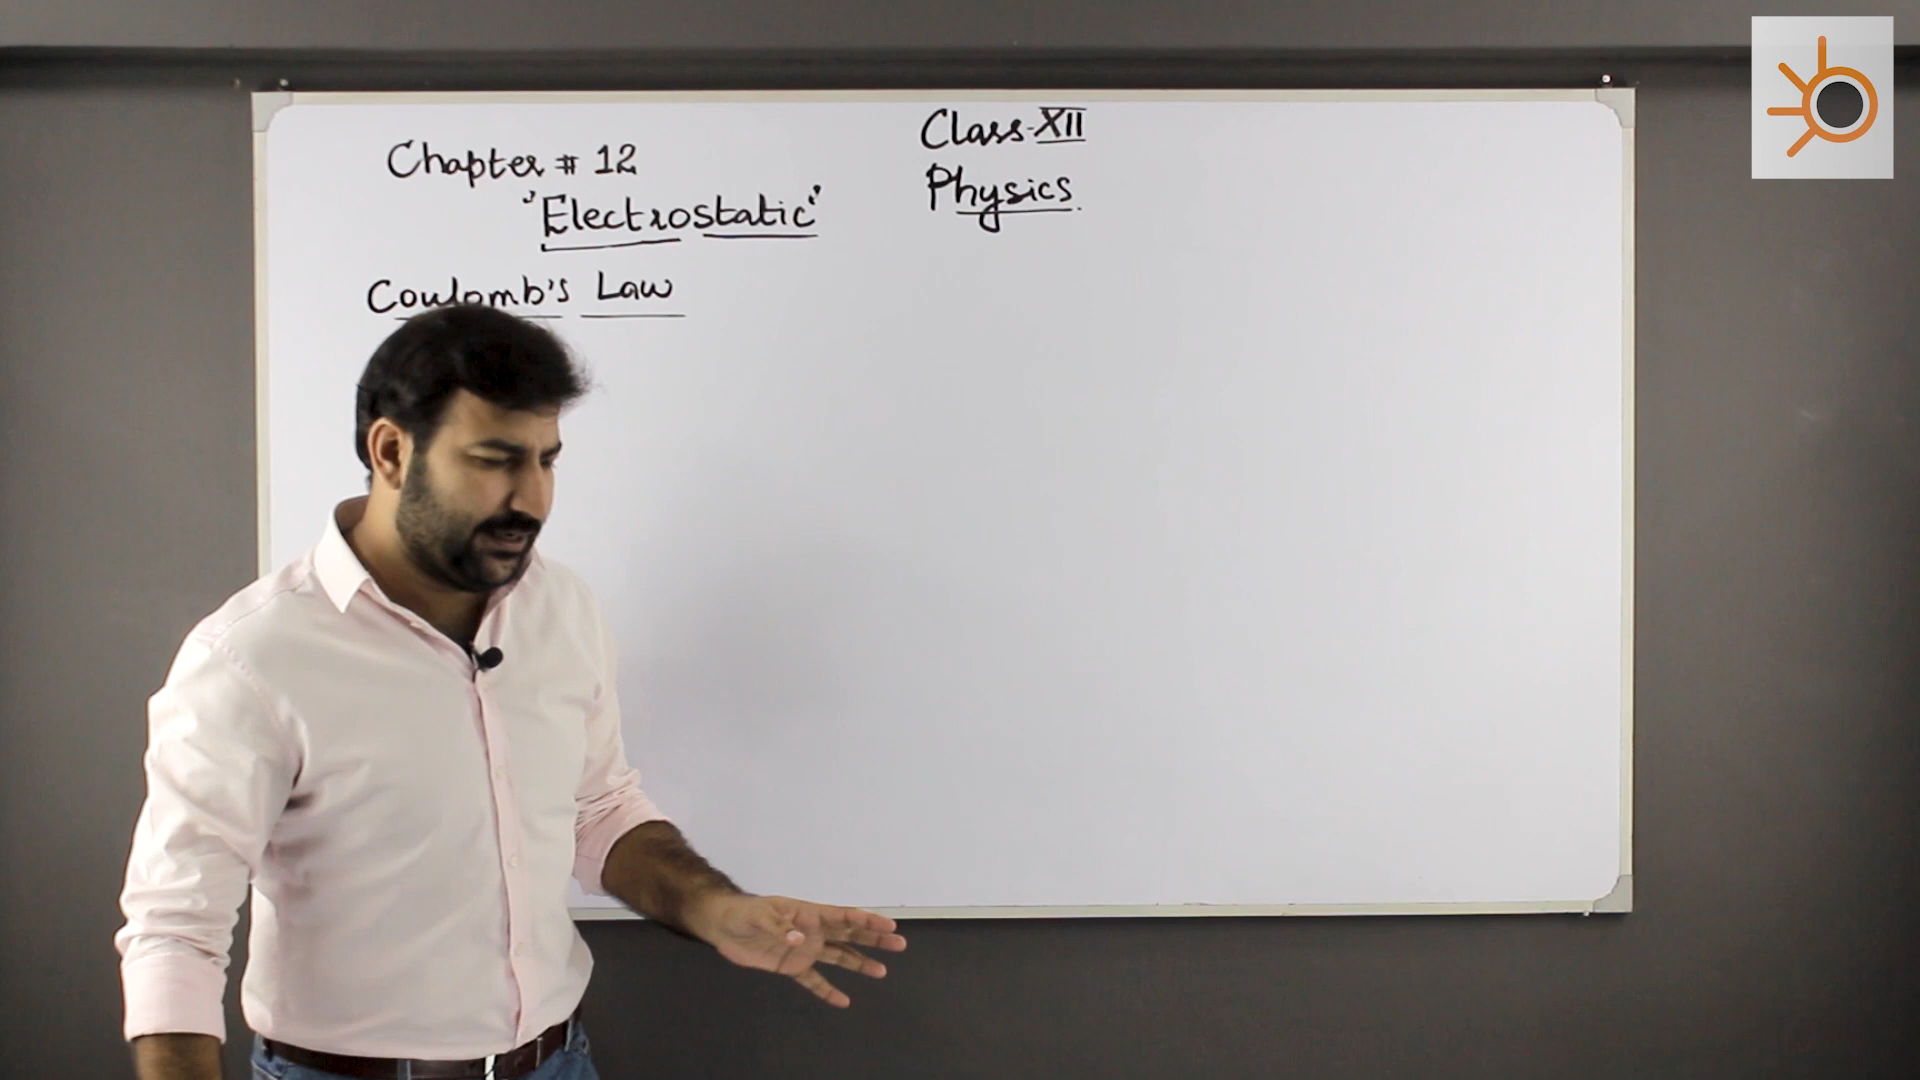 Chapter # 12
"Electrostatic"
Coulomb's Law
Class-XII
Physics.